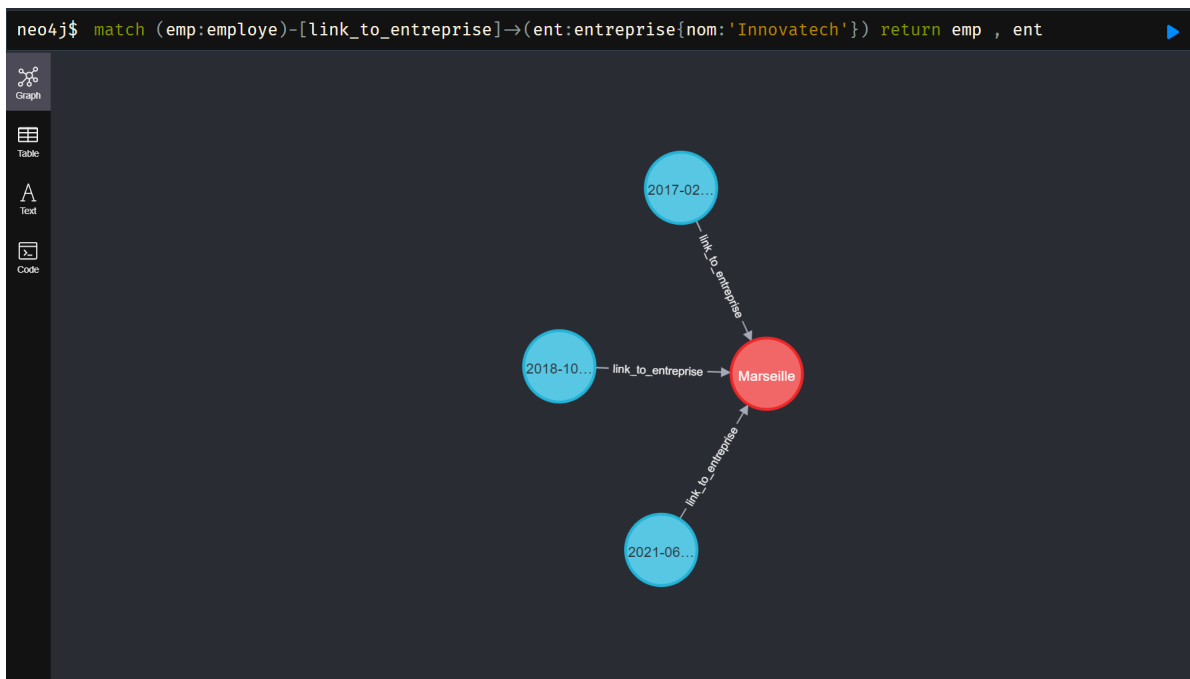 neo4j$ match (emp:employe)-[link_to_entreprise]→(ent:entreprise{nom:'Innovatech'}) return emp , ent
Graph
Table
A
Text
Code
2017-02...
link_to_entreprise
2018-10...
link_to_entreprise
Marseille
link_to_entreprise
2021-06...